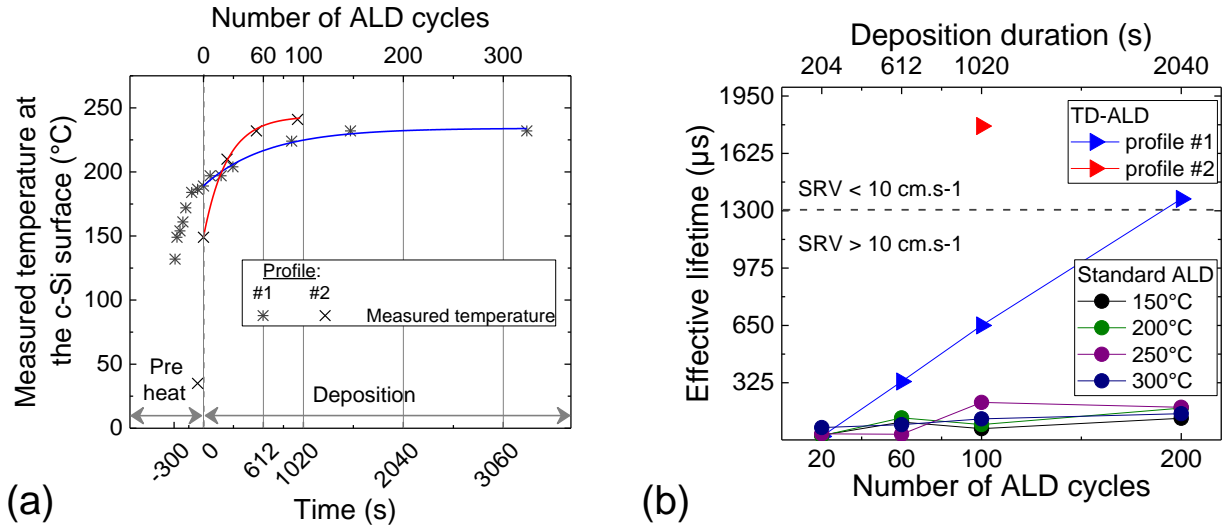 Number of ALD cycles
0 60 100 200 300
Measured temperature at
the c-Si surface (°C)
250
200
150
100
50
0
Profile:
#1 #2
Measured temperature
Pre
heat
Deposition
-300 0 612 1020 2040 3060
Time (s)
(a)
Deposition duration (s)
204 612 1020 2040
Effective lifetime (µs)
1950
1625
1300
975
650
325
TD-ALD
profile #1
profile #2
SRV < 10 cm.s-1
SRV > 10 cm.s-1
Standard ALD
150°C
200°C
250°C
300°C
20 60 100 200
Number of ALD cycles
(b)